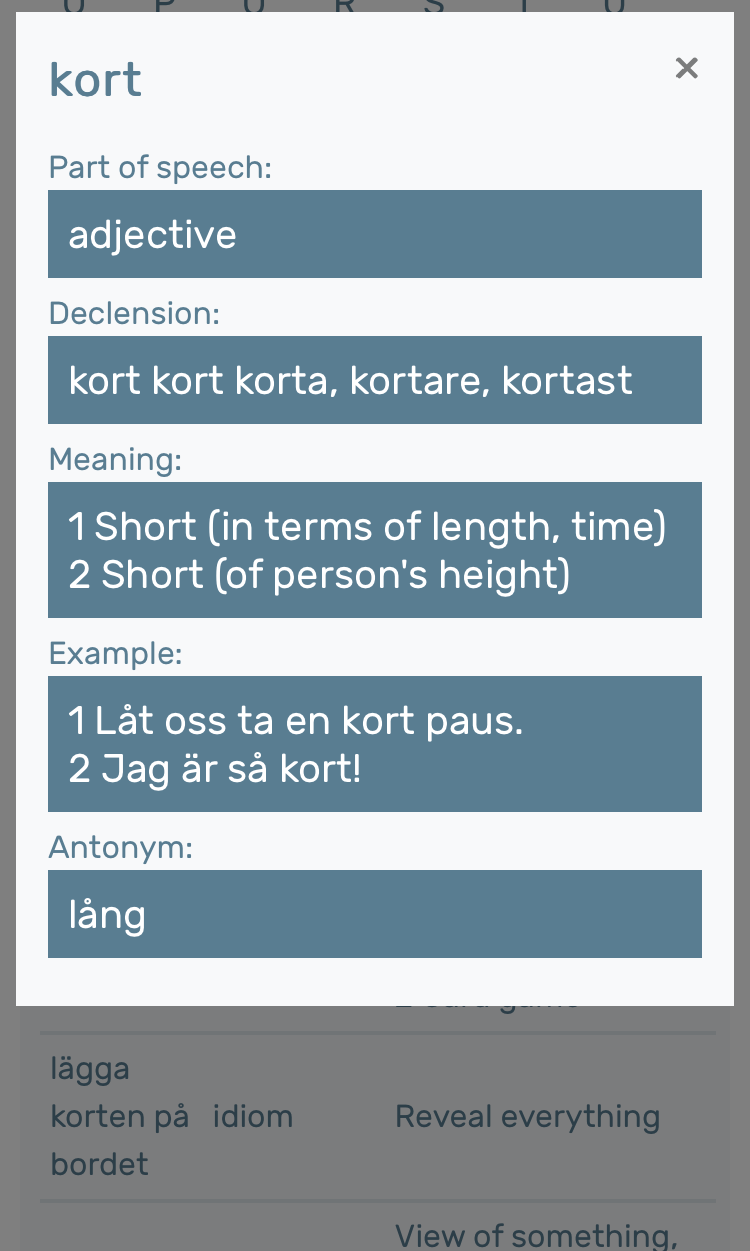 kort
Part of speech:
adjective
Declension:
kort kort korta, kortare, kortast
Meaning:
1 Short (in terms of length, time)
2 Short (of person's height)
Example:
1 Låt oss ta en kort paus.
2 Jag är så kort!
Antonym:
lång
lägga
korten på idiom Reveal everything
bordet
View of something,